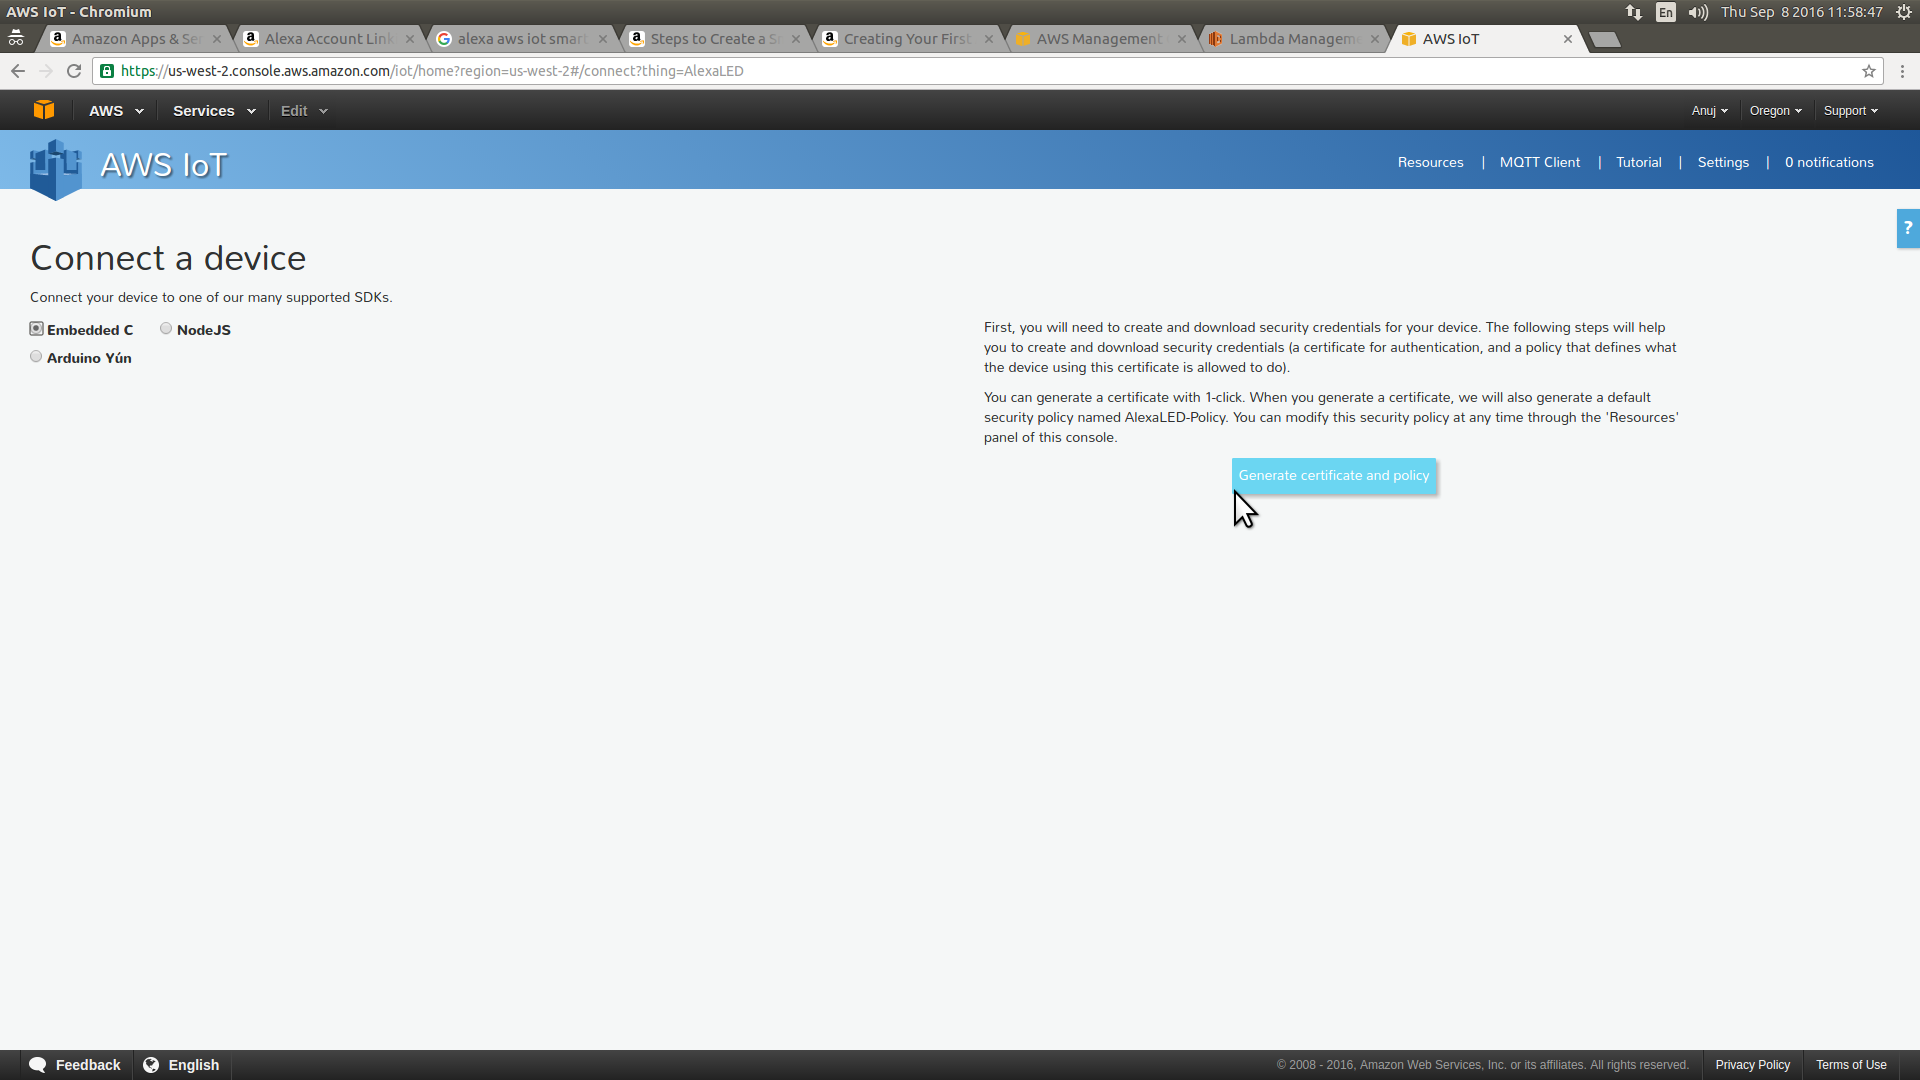 AWS IoT - Chromium
En
Thu Sep 8 2016 11:58:47
Amazon Apps & Ser
Alexa Account Link
alexa aws iot smart
Steps to Create a S
Creating Your First
AWS Management
Lambda Managem
AWS IoT
https://us-west-2.console.aws.amazon.com/iot/home?region=us-west-2#/connect?thing=AlexaLED
AWS
Services
Edit
Anuj
Oregon
Support
AWS IoT
Resources | MQTT Client | Tutorial | Settings | 0 notifications
?
Connect a device
Connect your device to one of our many supported SDKs.
Embedded C
NodeJS
Arduino Yún
First, you will need to create and download security credentials for your device. The following steps will help
you to create and download security credentials (a certificate for authentication, and a policy that defines what
the device using this certificate is allowed to do).
You can generate a certificate with 1-click. When you generate a certificate, we will also generate a default
security policy named AlexaLED-Policy. You can modify this security policy at any time through the 'Resources'
panel of this console.
Generate certificate and policy
Feedback
English
© 2008 - 2016, Amazon Web Services, Inc. or its affiliates. All rights reserved.
Privacy Policy
Terms of Use